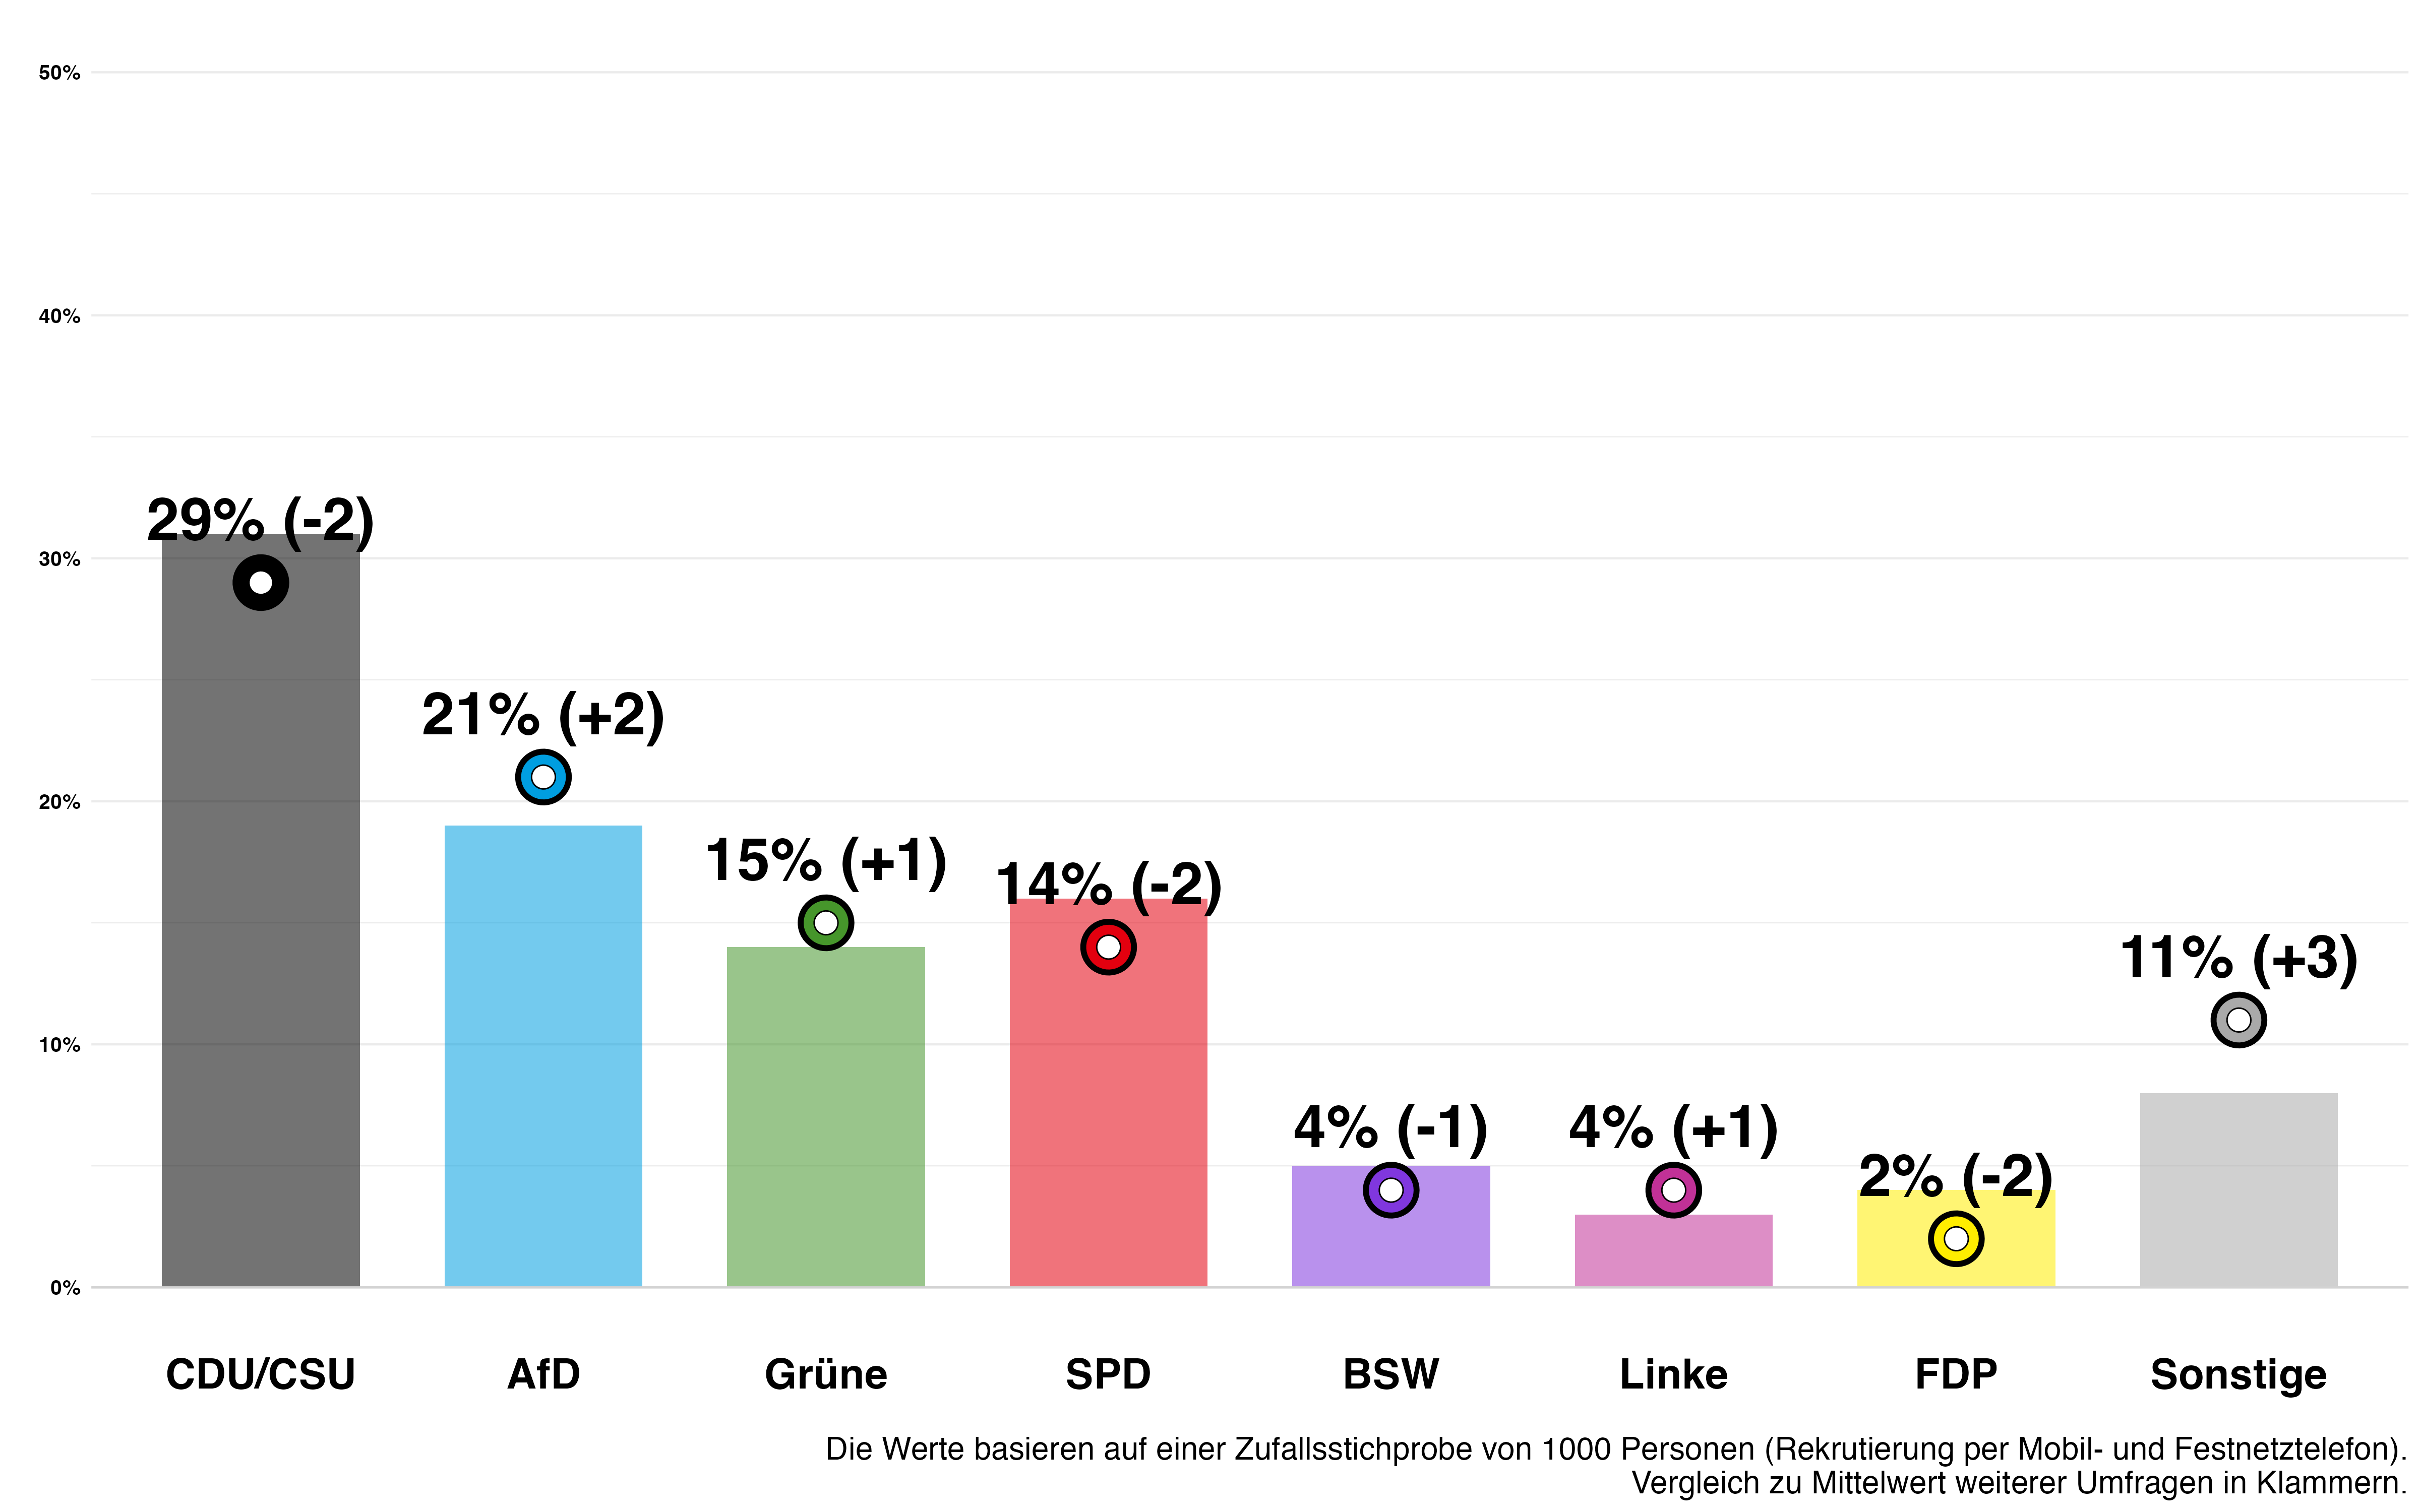 50%
40%
30%
20%
10%
0%
29% (-2)
21% (+2)
15% (+1)
14% (-2)
4% (-1)
4% (+1)
2% (-2)
11% (+3)
CDU/CSU
AfD
Grüne
SPD
BSW
Linke
FDP
Sonstige
Die Werte basieren auf einer Zufallsstichprobe von 1000 Personen (Rekrutierung per Mobil- und Festnetztelefon).
Vergleich zu Mittelwert weiterer Umfragen in Klammern.